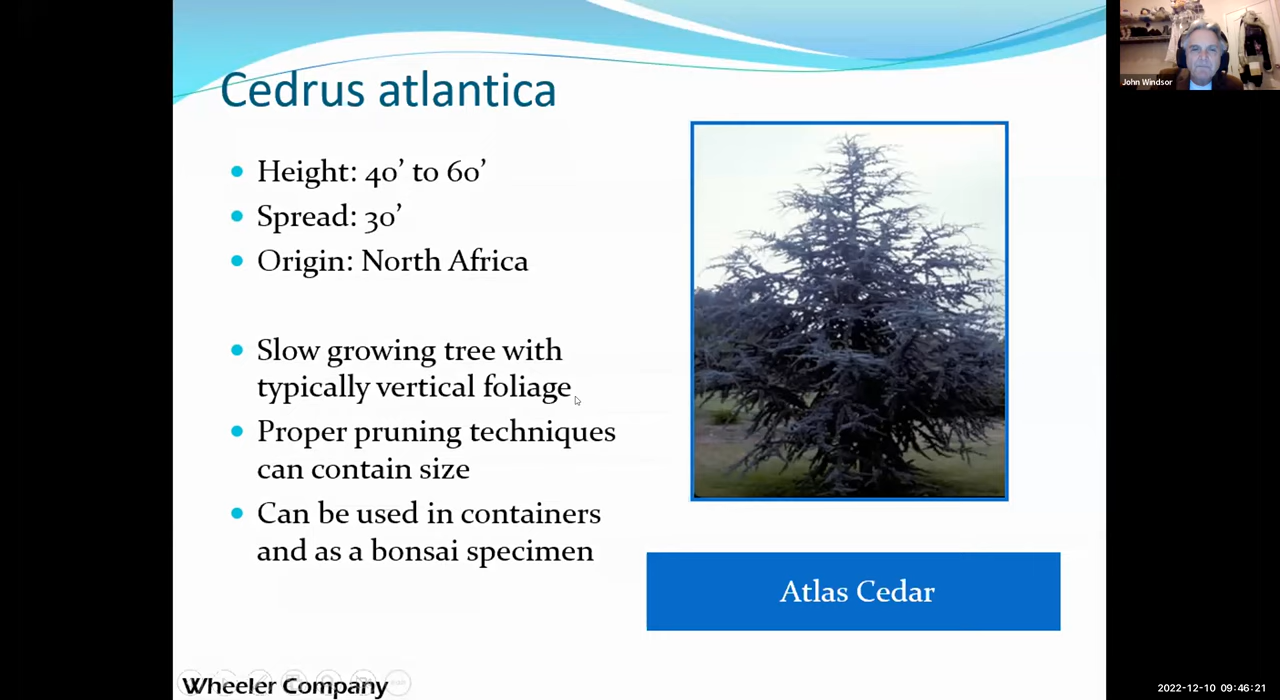 Cedrus atlantica
Height: 40’ to 60’
Spread: 30’
Origin: North Africa
Slow growing tree with
typically vertical foliage
Proper pruning techniques
can contain size
Can be used in containers
and as a bonsai specimen
Atlas Cedar
Wheeler Company
John Windsor
2022-12-10 09:46:21